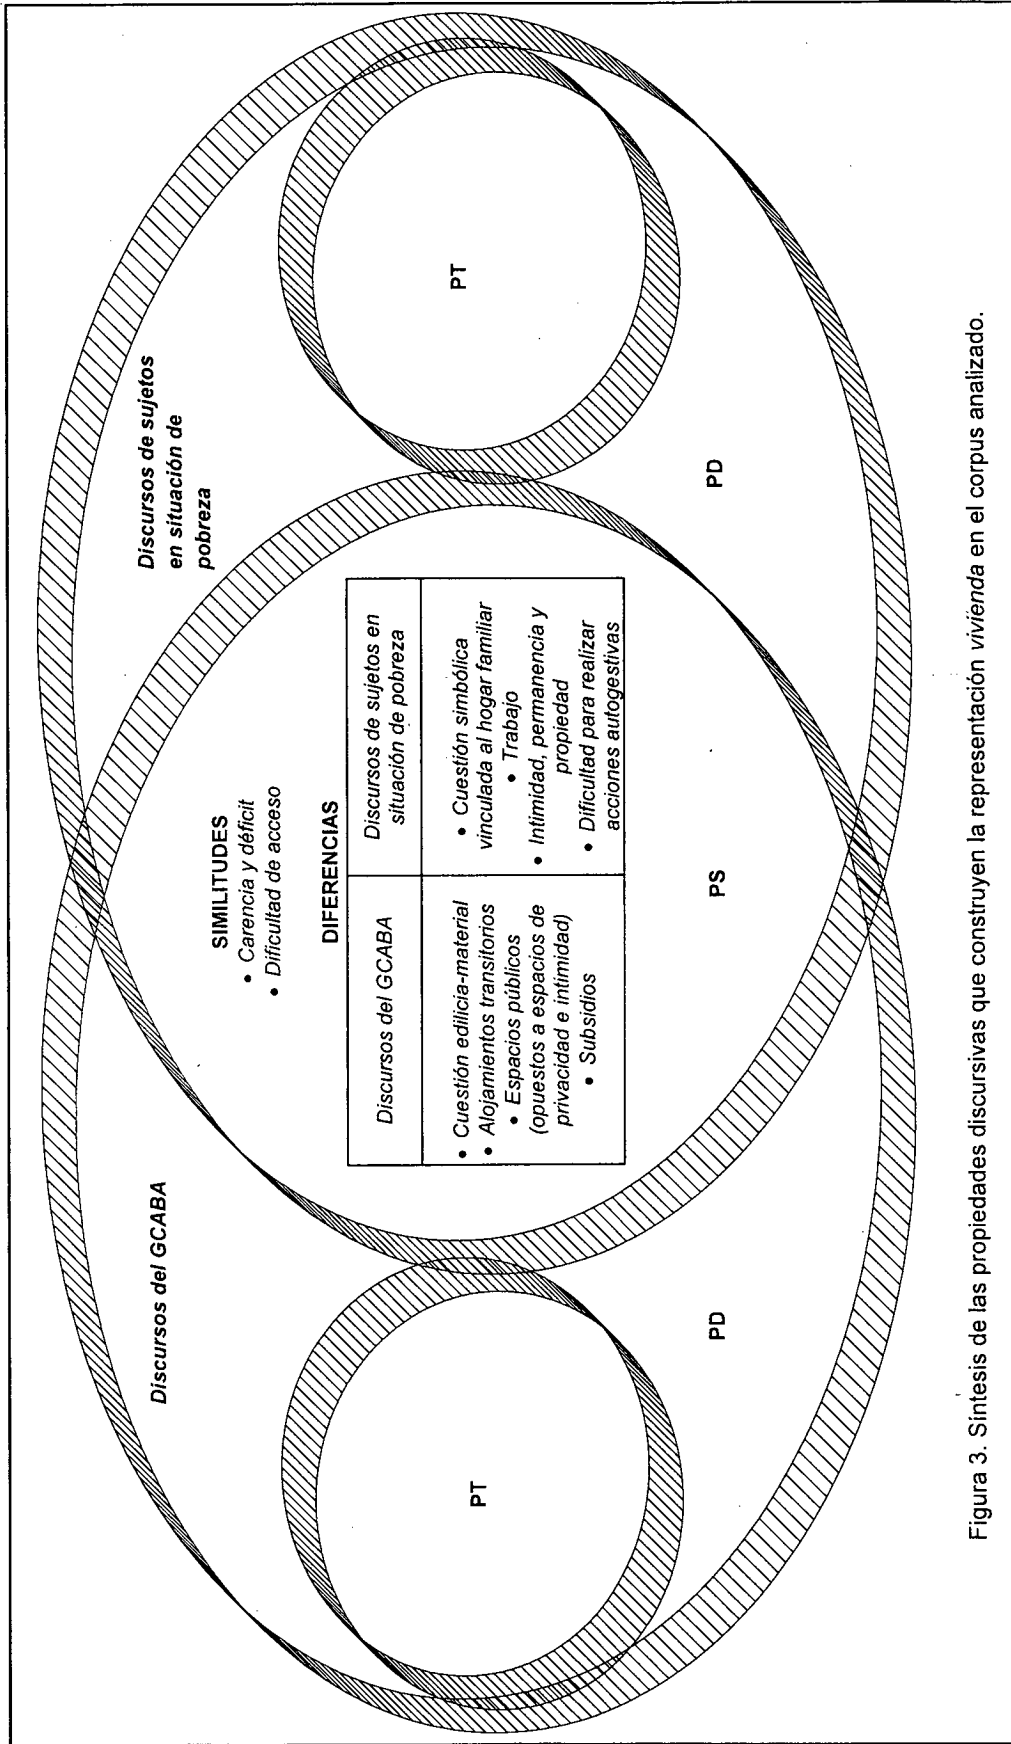 Discursos del GCABA
Discursos de sujetos
en situación de
pobreza
SIMILITUDES
• Carencia y déficit
• Dificultad de acceso
DIFERENCIAS
Discursos del GCABA
Discursos de sujetos en
situación de pobreza
• Cuestión edilicia-material
• Alojamientos transitorios
• Espacios públicos
(opuestos a espacios de
privacidad e intimidad)
• Subsidios
• Cuestión simbólica
vinculada al hogar familiar
• Trabajo
• Intimidad, permanencia y
propiedad
• Dificultad para realizar
acciones autogestivas
PT
PT
PD
PD
PS
Figura 3. Síntesis de las propiedades discursivas que construyen la representación vivienda en el corpus analizado.